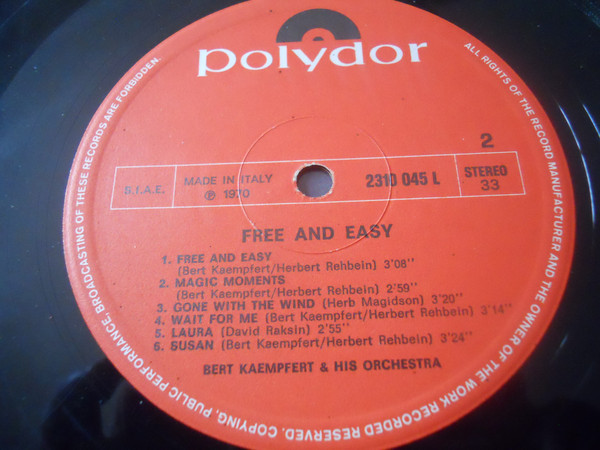 polydor
2
S.I.A.E.
MADE IN ITALY
℗ 1970
2310 045 L
STEREO
33
FREE AND EASY
1. FREE AND EASY
(Bert Kaempfert/Herbert Rehbein) 3'08''
2. MAGIC MOMENTS
(Bert Kaempfert/Herbert Rehbein) 2'59''
3. GONE WITH THE WIND (Herb Magidson) 3'20''
4. WAIT FOR ME (Bert Kaempfert/Herbert Rehbein) 3'14''
5. LAURA (David Raksin) 2'55''
6. SUSAN (Bert Kaempfert/Herbert Rehbein) 3'24''
BERT KAEMPFERT & HIS ORCHESTRA
ALL RIGHTS OF THE RECORD MANUFACTURER AND THE OWNER OF THE WORK RECORDED RESERVED. COPYING, PUBLIC PERFORMANCE, BROADCASTING OF THESE RECORDS ARE FORBIDDEN.